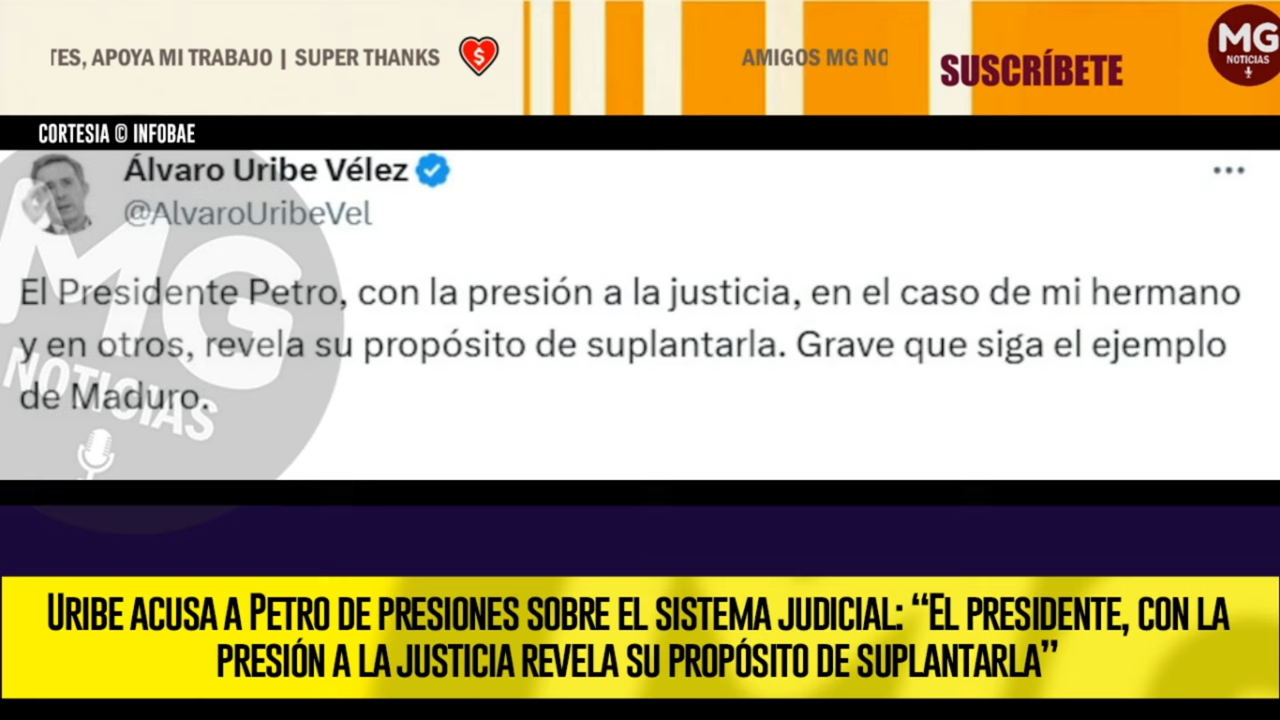 TES, APOYA MI TRABAJO | SUPER THANKS
AMIGOS MG NO
SUSCRÍBETE
MG
NOTICIAS
CORTESIA © INFOBAE
Álvaro Uribe Vélez
@AlvaroUribeVel
El Presidente Petro, con la presión a la justicia, en el caso de mi hermano
y en otros, revela su propósito de suplantarla. Grave que siga el ejemplo
de Maduro.
MG
NOTICIAS
URIBE ACUSA A PETRO DE PRESIONES SOBRE EL SISTEMA JUDICIAL: “EL PRESIDENTE, CON LA
PRESIÓN A LA JUSTICIA REVELA SU PROPÓSITO DE SUPLANTARLA”